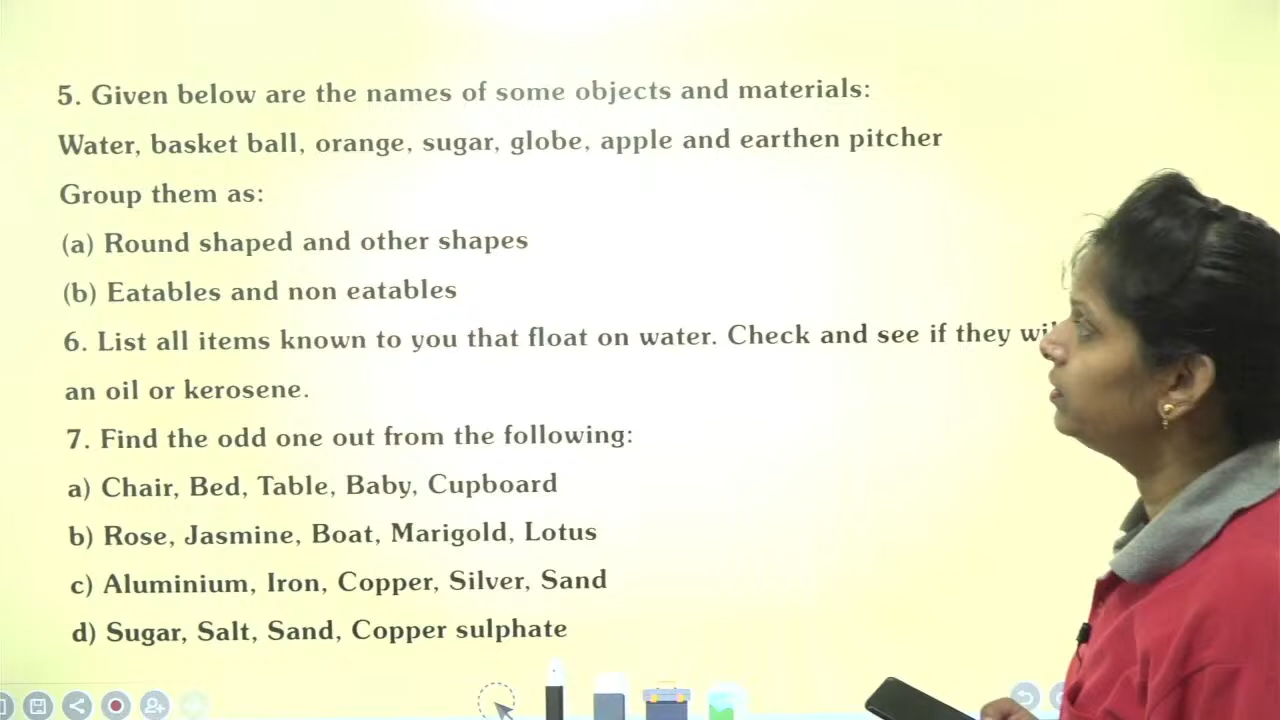 5. Given below are the names of some objects and materials:
Water, basket ball, orange, sugar, globe, apple and earthen pitcher
Group them as:
(a) Round shaped and other shapes
(b) Eatables and non eatables
6. List all items known to you that float on water. Check and see if they
an oil or kerosene.
7. Find the odd one out from the following:
a) Chair, Bed, Table, Baby, Cupboard
b) Rose, Jasmine, Boat, Marigold, Lotus
c) Aluminium, Iron, Copper, Silver, Sand
d) Sugar, Salt, Sand, Copper sulphate